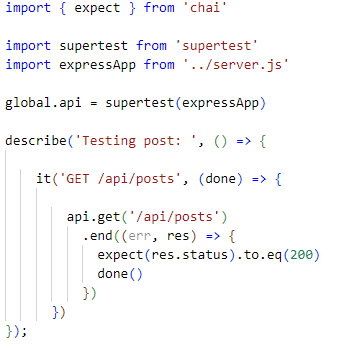 import { expect } from 'chai'
import supertest from 'supertest'
import expressApp from '../server.js'
global.api = supertest(expressApp)
describe('Testing post: ', () => {
it('GET /api/posts', (done) => {
api.get('/api/posts')
.end((err, res) => {
expect(res.status).to.eq(200)
done()
})
})
});